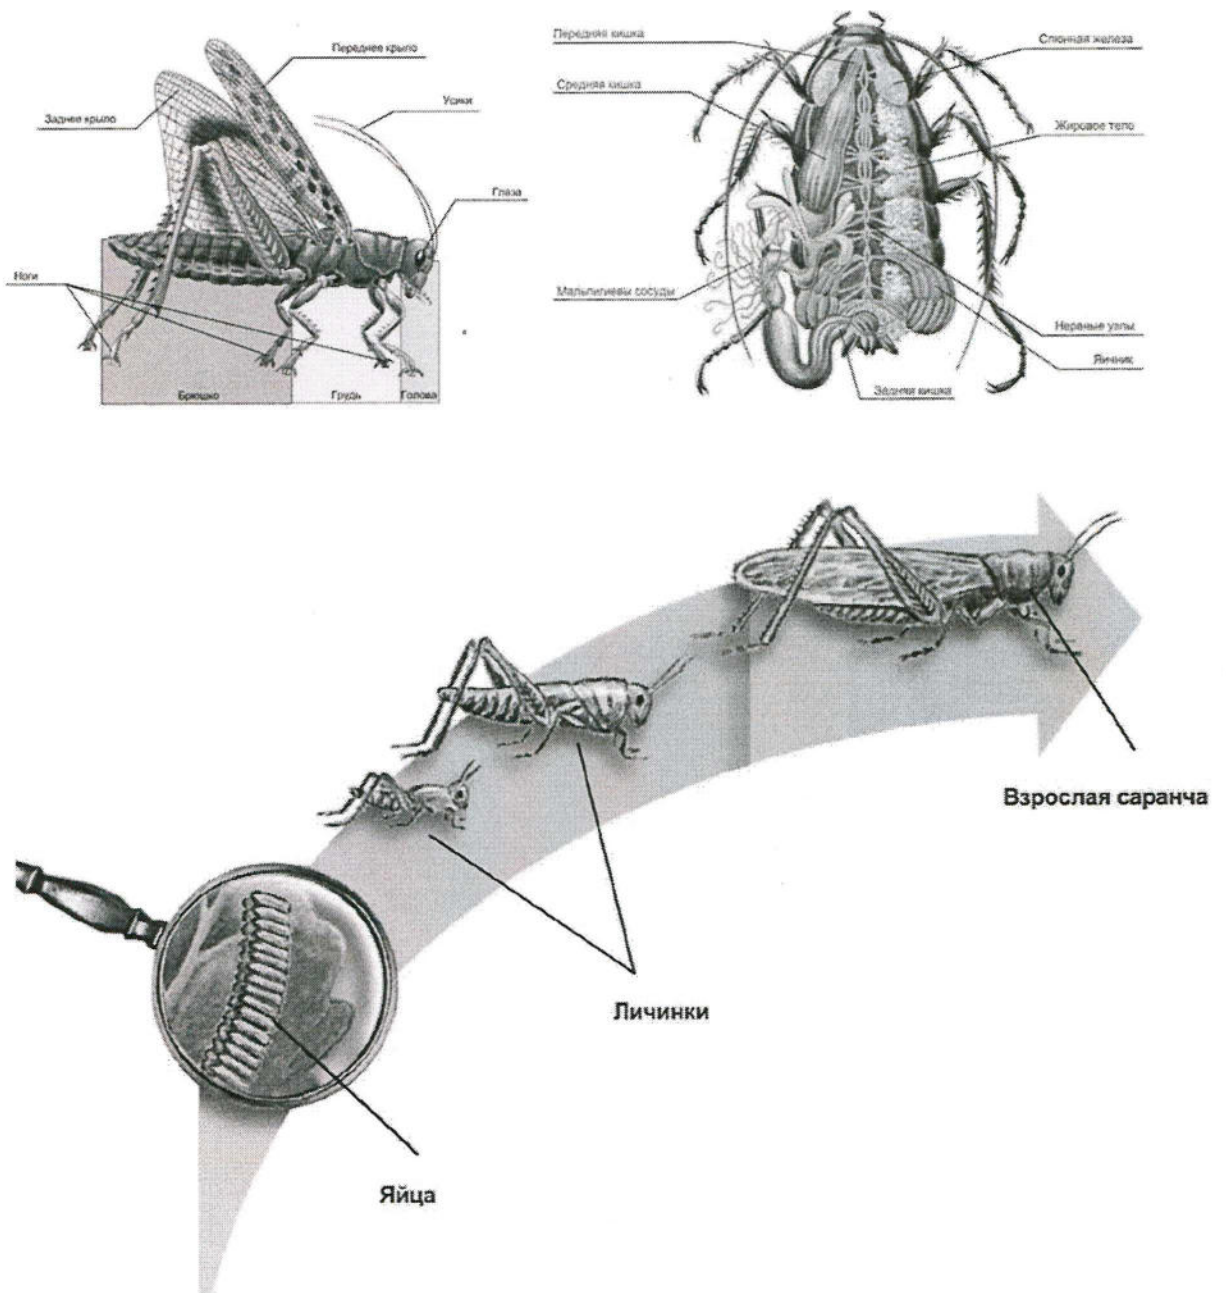 Переднее крыло
Усики
Заднее крыло
Глаза
Ноги
Брюшко
Грудь
Голова
Передняя кишка
Слюнная железа
Средняя кишка
Жировое тело
Мальпигиевы сосуды
Нервные узлы
Яичник
Задняя кишка
Взрослая саранча
Личинки
Яйца